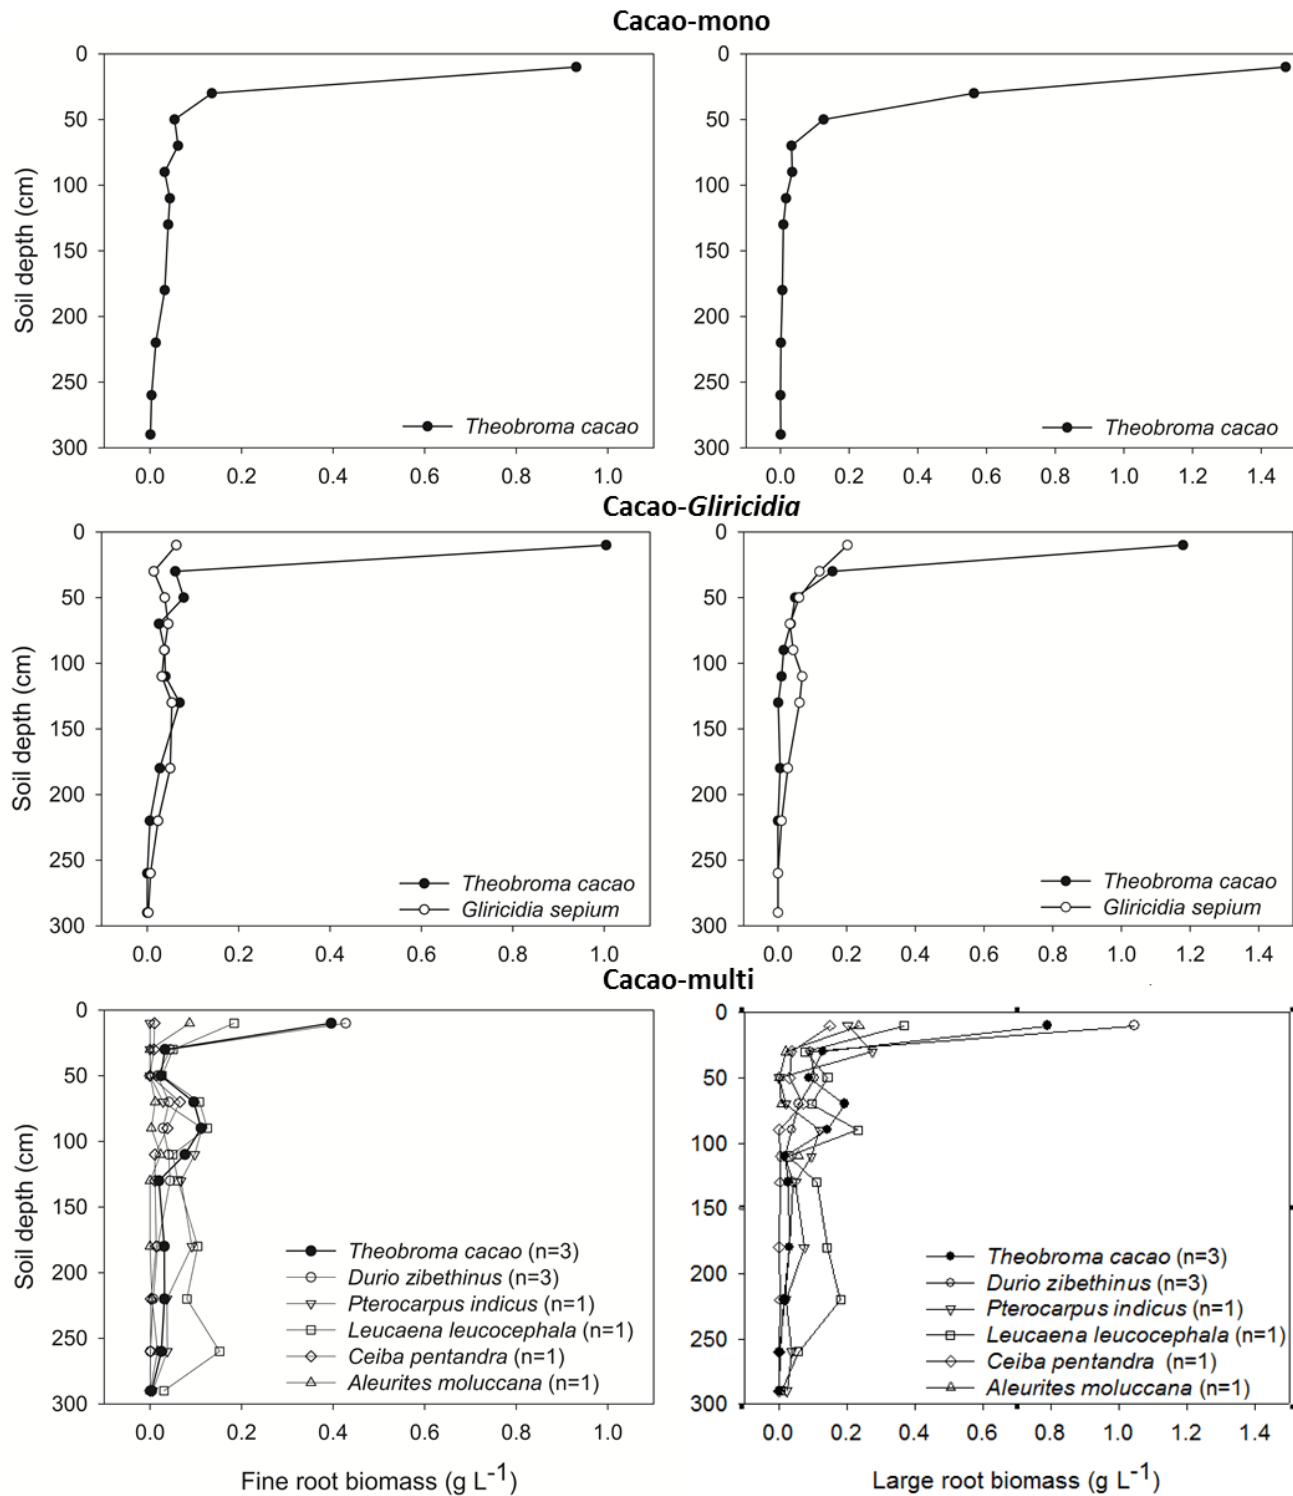 Cacao-mono
0
50
100
150
200
250
300
Soil depth (cm)
Theobroma cacao
0.0 0.2 0.4 0.6 0.8 1.0
0
50
100
150
200
250
300
Theobroma cacao
0.0 0.2 0.4 0.6 0.8 1.0 1.2 1.4
Cacao-Gliricidia
0
50
100
150
200
250
300
Soil depth (cm)
Theobroma cacao
Gliricidia sepium
0.0 0.2 0.4 0.6 0.8 1.0
0
50
100
150
200
250
300
Theobroma cacao
Gliricidia sepium
0.0 0.2 0.4 0.6 0.8 1.0 1.2 1.4
Cacao-multi
0
50
100
150
200
250
300
Soil depth (cm)
Theobroma cacao (n=3)
Durio zibethinus (n=3)
Pterocarpus indicus (n=1)
Leucaena leucocephala (n=1)
Ceiba pentandra (n=1)
Aleurites moluccana (n=1)
0.0 0.2 0.4 0.6 0.8 1.0
Fine root biomass (g L⁻¹)
0
50
100
150
200
250
300
Theobroma cacao (n=3)
Durio zibethinus (n=3)
Pterocarpus indicus (n=1)
Leucaena leucocephala (n=1)
Ceiba pentandra (n=1)
Aleurites moluccana (n=1)
0.0 0.2 0.4 0.6 0.8 1.0 1.2 1.4
Large root biomass (g L⁻¹)